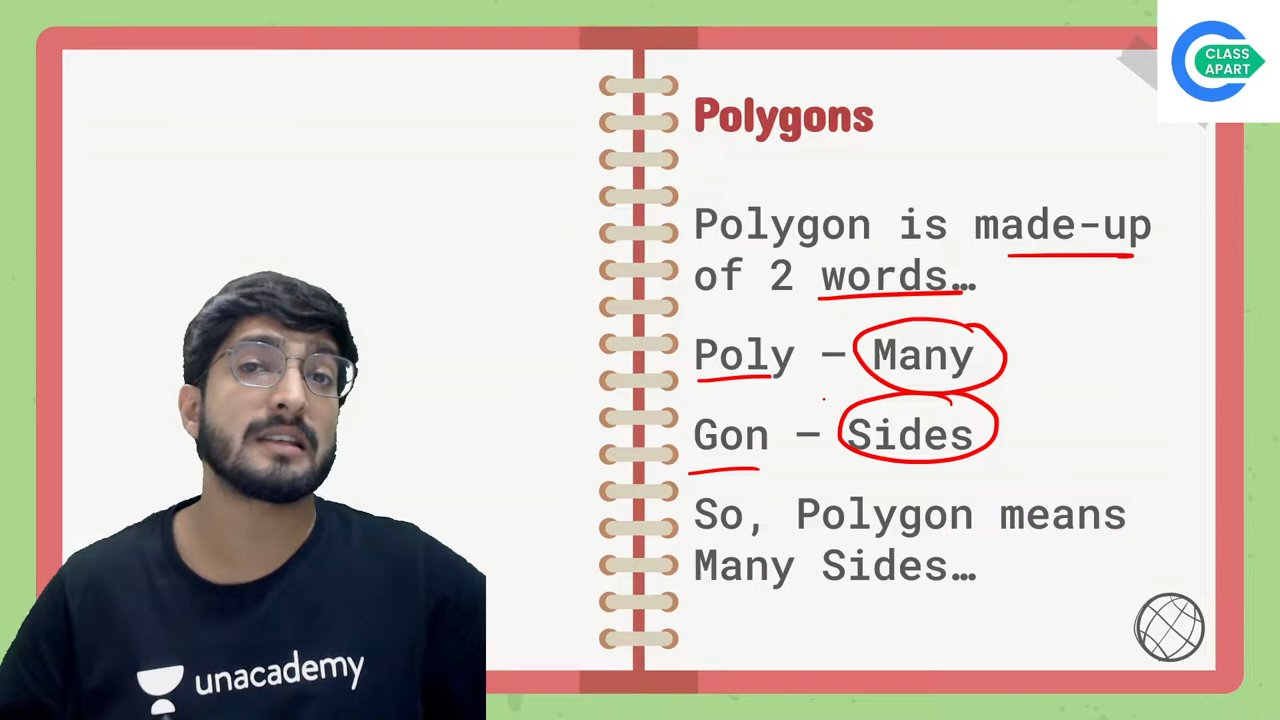 CLASS
APART
Polygons
Polygon is made-up
of 2 words…
Poly – Many
Gon – Sides
So, Polygon means
Many Sides…
unacademy